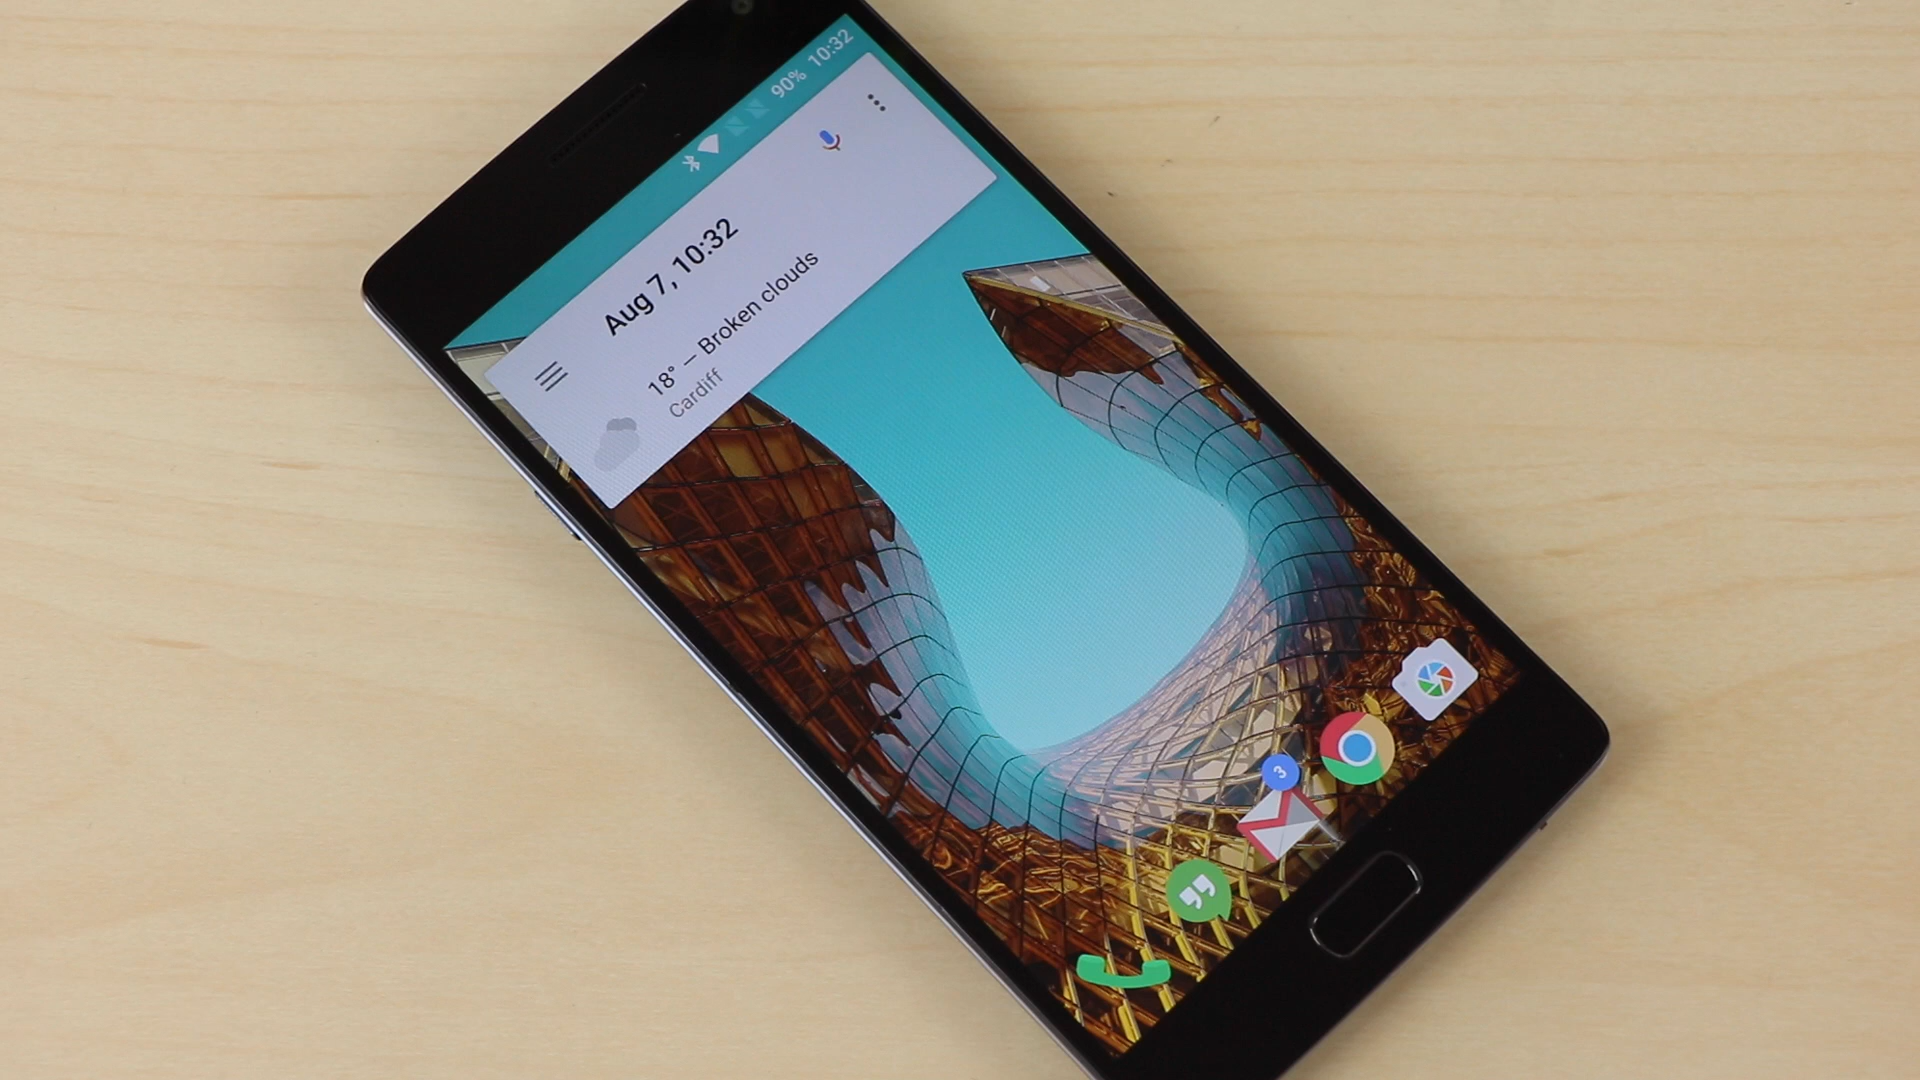 90% 10:32
Aug 7, 10:32
18° — Broken clouds
Cardiff
3